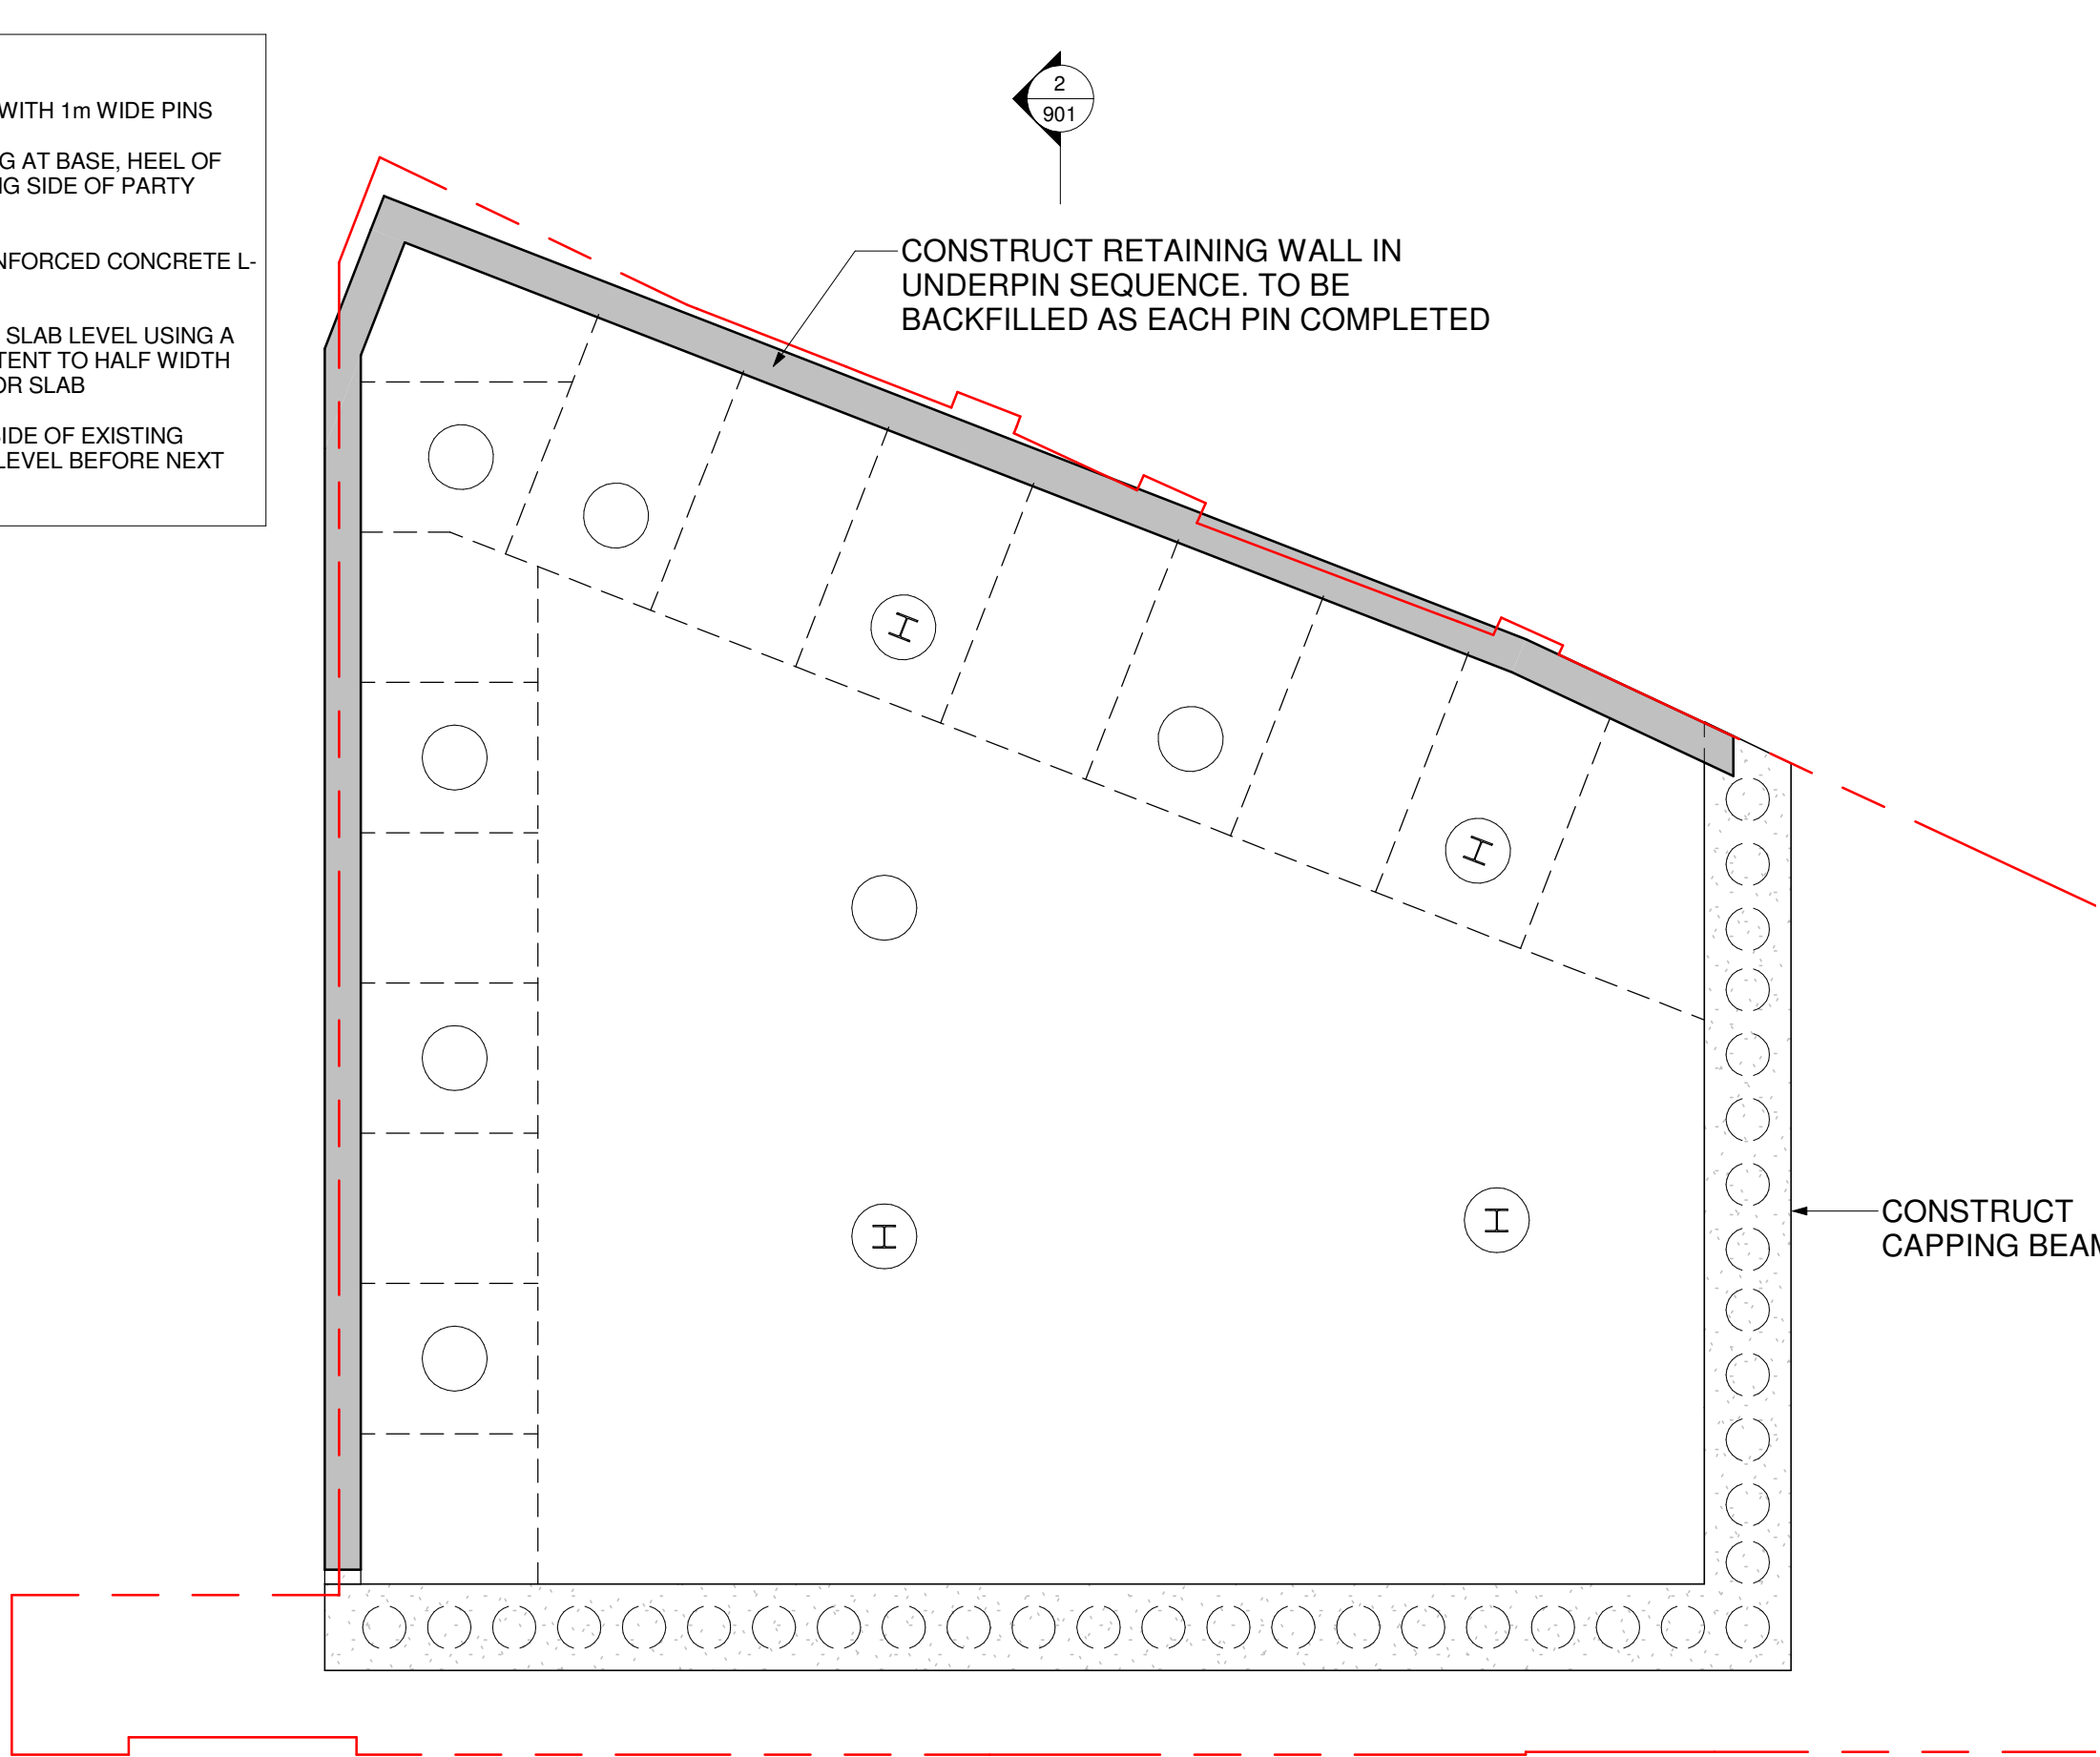 WITH 1m WIDE PINS
G AT BASE, HEEL OF
NG SIDE OF PARTY
NFORCED CONCRETE L-
SLAB LEVEL USING A
TENT TO HALF WIDTH
OR SLAB
SIDE OF EXISTING
LEVEL BEFORE NEXT
2
901
CONSTRUCT RETAINING WALL IN
UNDERPIN SEQUENCE. TO BE
BACKFILLED AS EACH PIN COMPLETED
CONSTRUCT
CAPPING BEAM